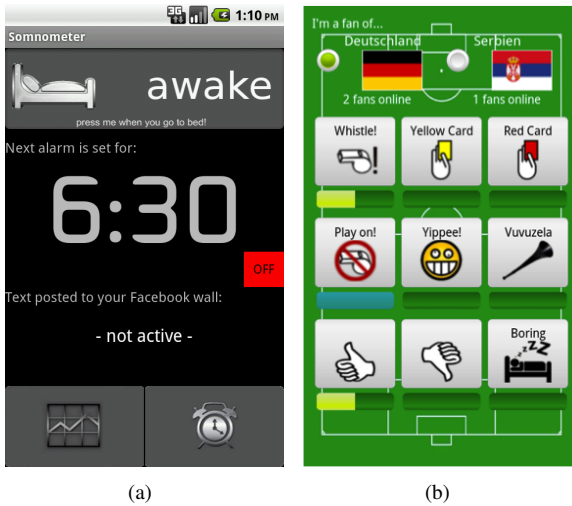 3G 1:10 PM
Somnometer
awake
press me when you go to bed!
Next alarm is set for:
6:30
OFF
Text posted to your Facebook wall:
- not active -
(a)
I'm a fan of...
Deutschland Serbien
2 fans online 1 fans online
Whistle! Yellow Card Red Card
Play on! Yippee! Vuvuzela
Boring
zzZZ
(b)